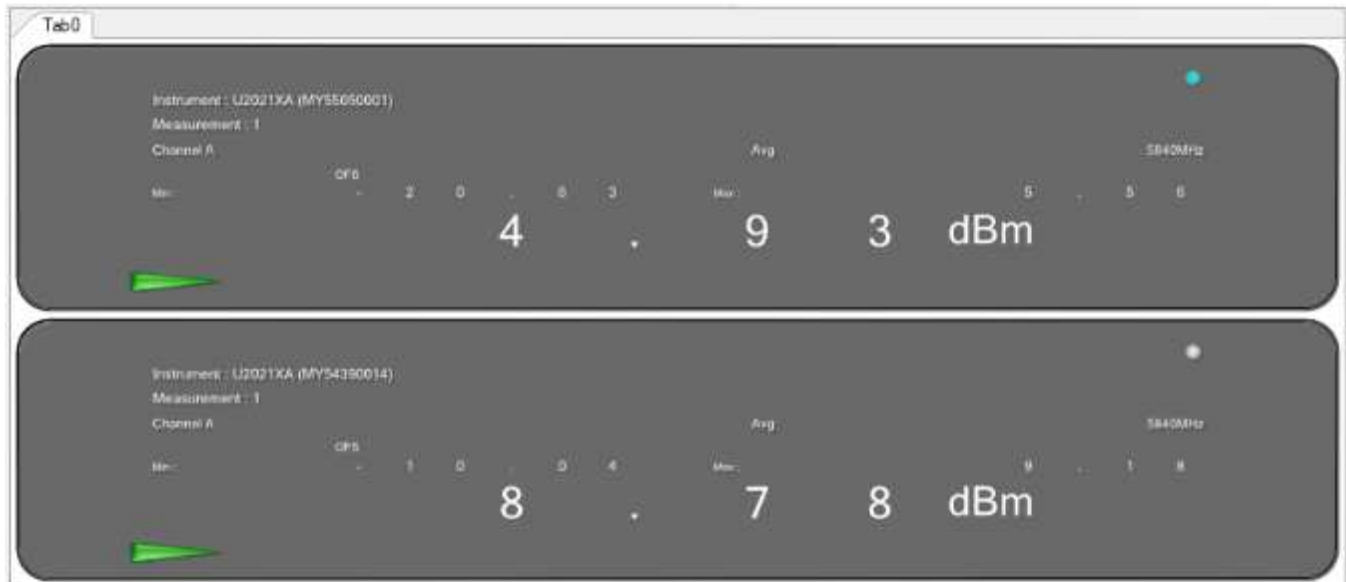 Tab0
Instrument : U2021XA (MY55050001)
Measurement : 1
Channel A Avg 5840MHz
OFS
Min : - 2 0 . 8 3 Max : 5 . 5 6
4 . 9 3 dBm
Instrument : U2021XA (MY54390014)
Measurement : 1
Channel A Avg 5840MHz
OFS
Min : - 1 0 . 0 4 Max : 9 . 1 8
8 . 7 8 dBm